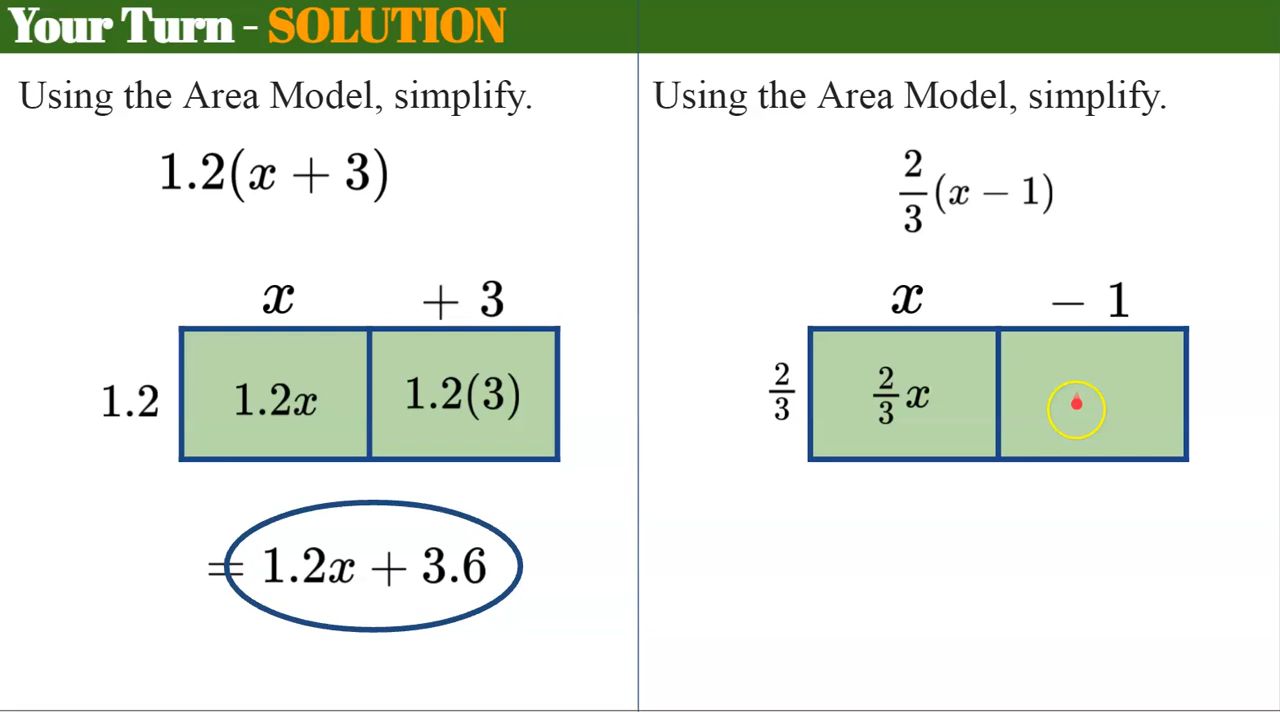 Your Turn - SOLUTION
Using the Area Model, simplify.
1.2(x + 3)
x + 3
1.2 1.2x 1.2(3)
= 1.2x + 3.6
Using the Area Model, simplify.
2/3(x − 1)
x − 1
2/3 2/3x